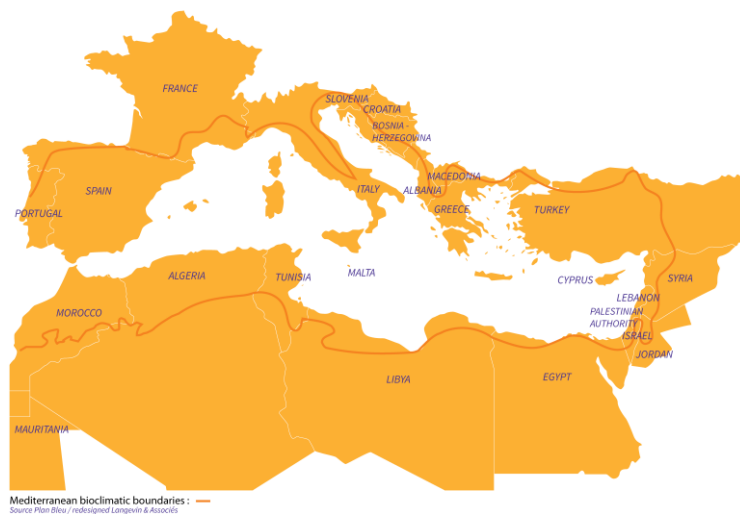 FRANCE
SLOVENIA
CROATIA
BOSNIA -
HERZEGOVINA
MACEDONIA
ITALY
ALBANIA
SPAIN
PORTUGAL
GREECE
TURKEY
ALGERIA
TUNISIA
MALTA
CYPRUS
SYRIA
LEBANON
MOROCCO
PALESTINIAN
AUTHORITY
ISRAEL
JORDAN
LIBYA
EGYPT
MAURITANIA
Mediterranean bioclimatic boundaries :
Source Plan Bleu / redesigned Langevin & Associés